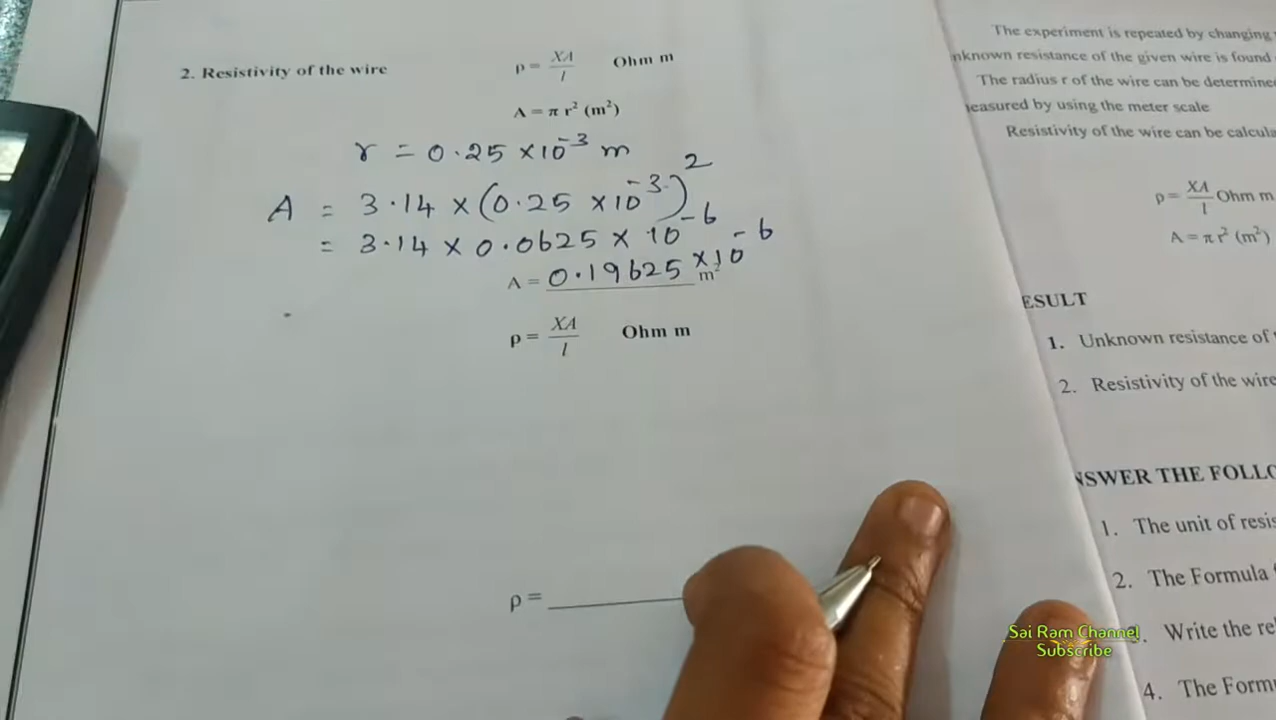 2. Resistivity of the wire
ρ = XA/l Ohm m
A = π r² (m²)
r = 0.25 ×10⁻³ m
A = 3.14 × (0.25 ×10⁻³)²
= 3.14 × 0.0625 × 10⁻⁶
A = 0.19625 ×10⁻⁶ m²
ρ = XA/l Ohm m
ρ =
The experiment is repeated by changing
nknown resistance of the given wire is found
The radius r of the wire can be determine
easured by using the meter scale
Resistivity of the wire can be calcula
ρ = XA/l Ohm m
A = π r² (m²)
ESULT
1. Unknown resistance of
2. Resistivity of the wire
NSWER THE FOLLO
1. The unit of resis
2. The Formula
. Write the re
4. The Form
Sai Ram Channel
Subscribe